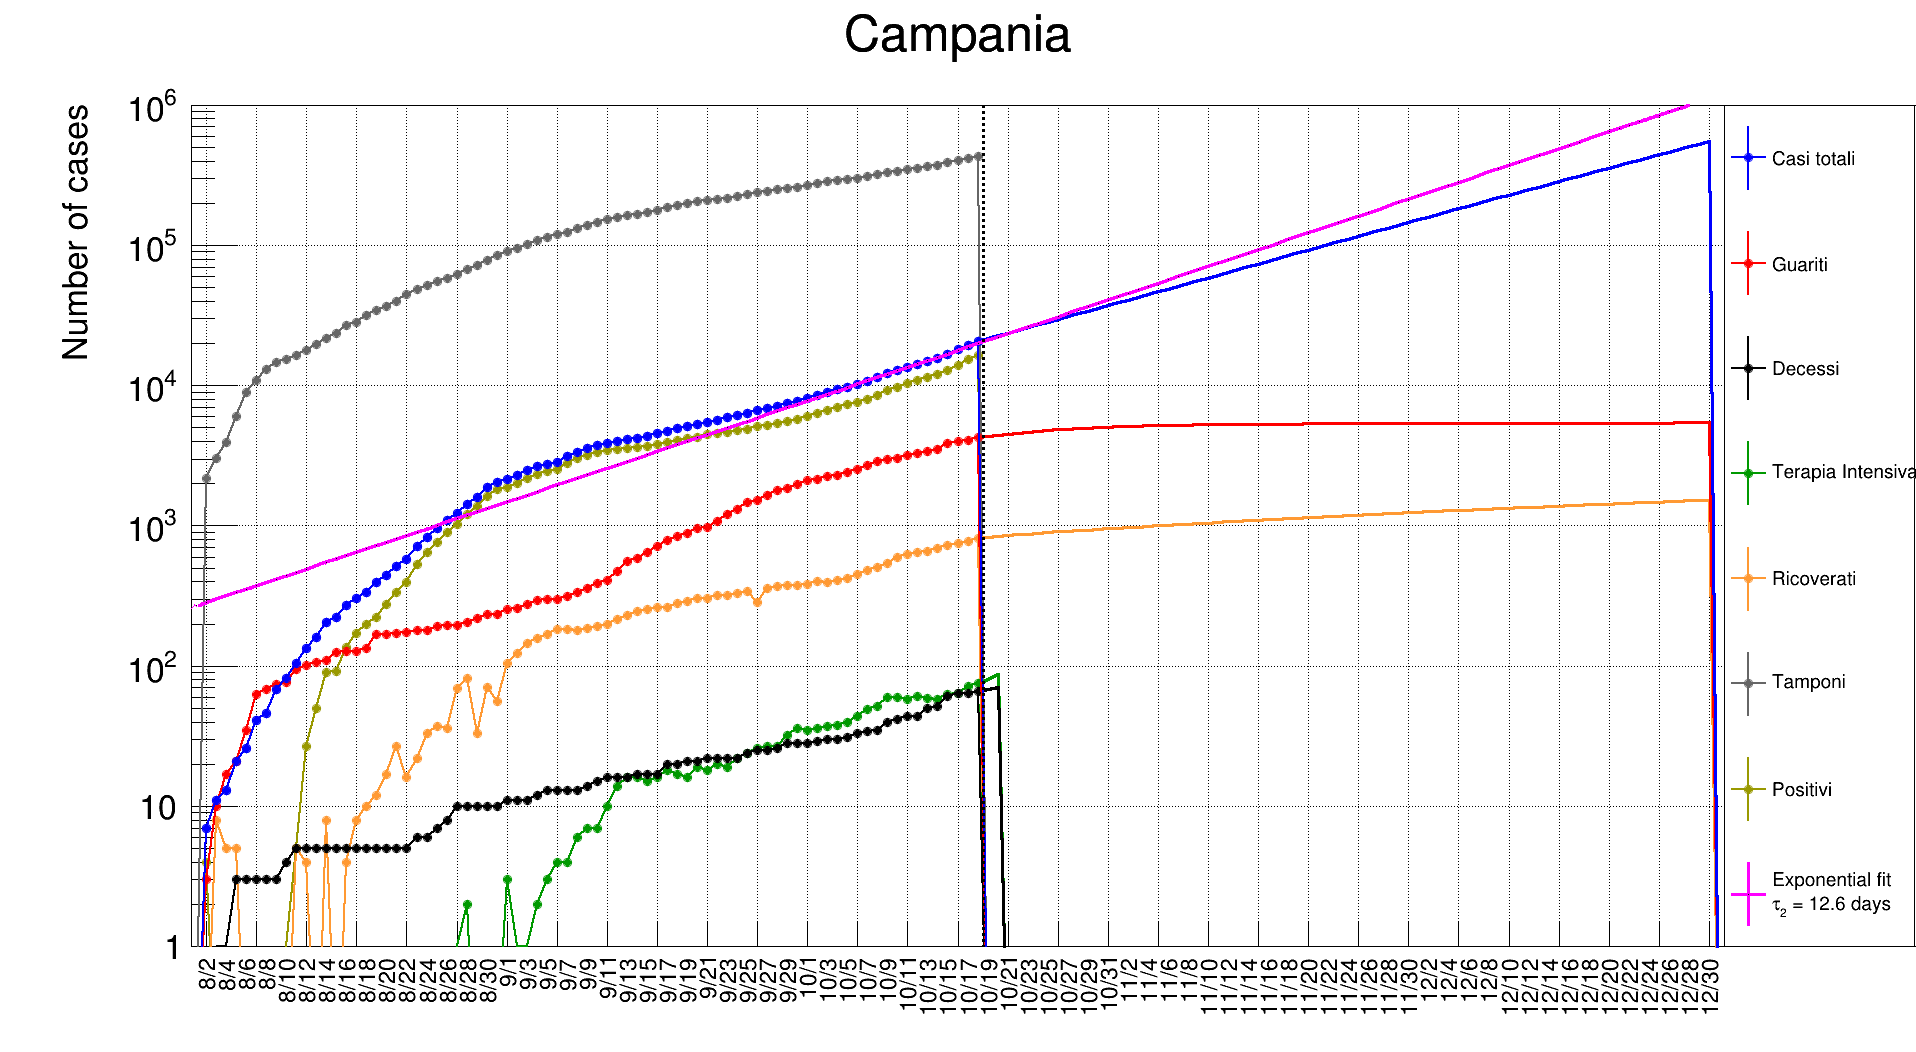 Campania
Number of cases
10^6
10^5
10^4
10^3
10^2
10
1
8/2 8/4 8/6 8/8 8/10 8/12 8/14 8/16 8/18 8/20 8/22 8/24 8/26 8/28 8/30 9/1 9/3 9/5 9/7 9/9 9/11 9/13 9/15 9/17 9/19 9/21 9/23 9/25 9/27 9/29 10/1 10/3 10/5 10/7 10/9 10/11 10/13 10/15 10/17 10/19 10/21 10/23 10/25 10/27 10/29 10/31 11/2 11/4 11/6 11/8 11/10 11/12 11/14 11/16 11/18 11/20 11/22 11/24 11/26 11/28 11/30 12/2 12/4 12/6 12/8 12/10 12/12 12/14 12/16 12/18 12/20 12/22 12/24 12/26 12/28 12/30
Casi totali
Guariti
Decessi
Terapia Intensiva
Ricoverati
Tamponi
Positivi
Exponential fit
τ_2 = 12.6 days